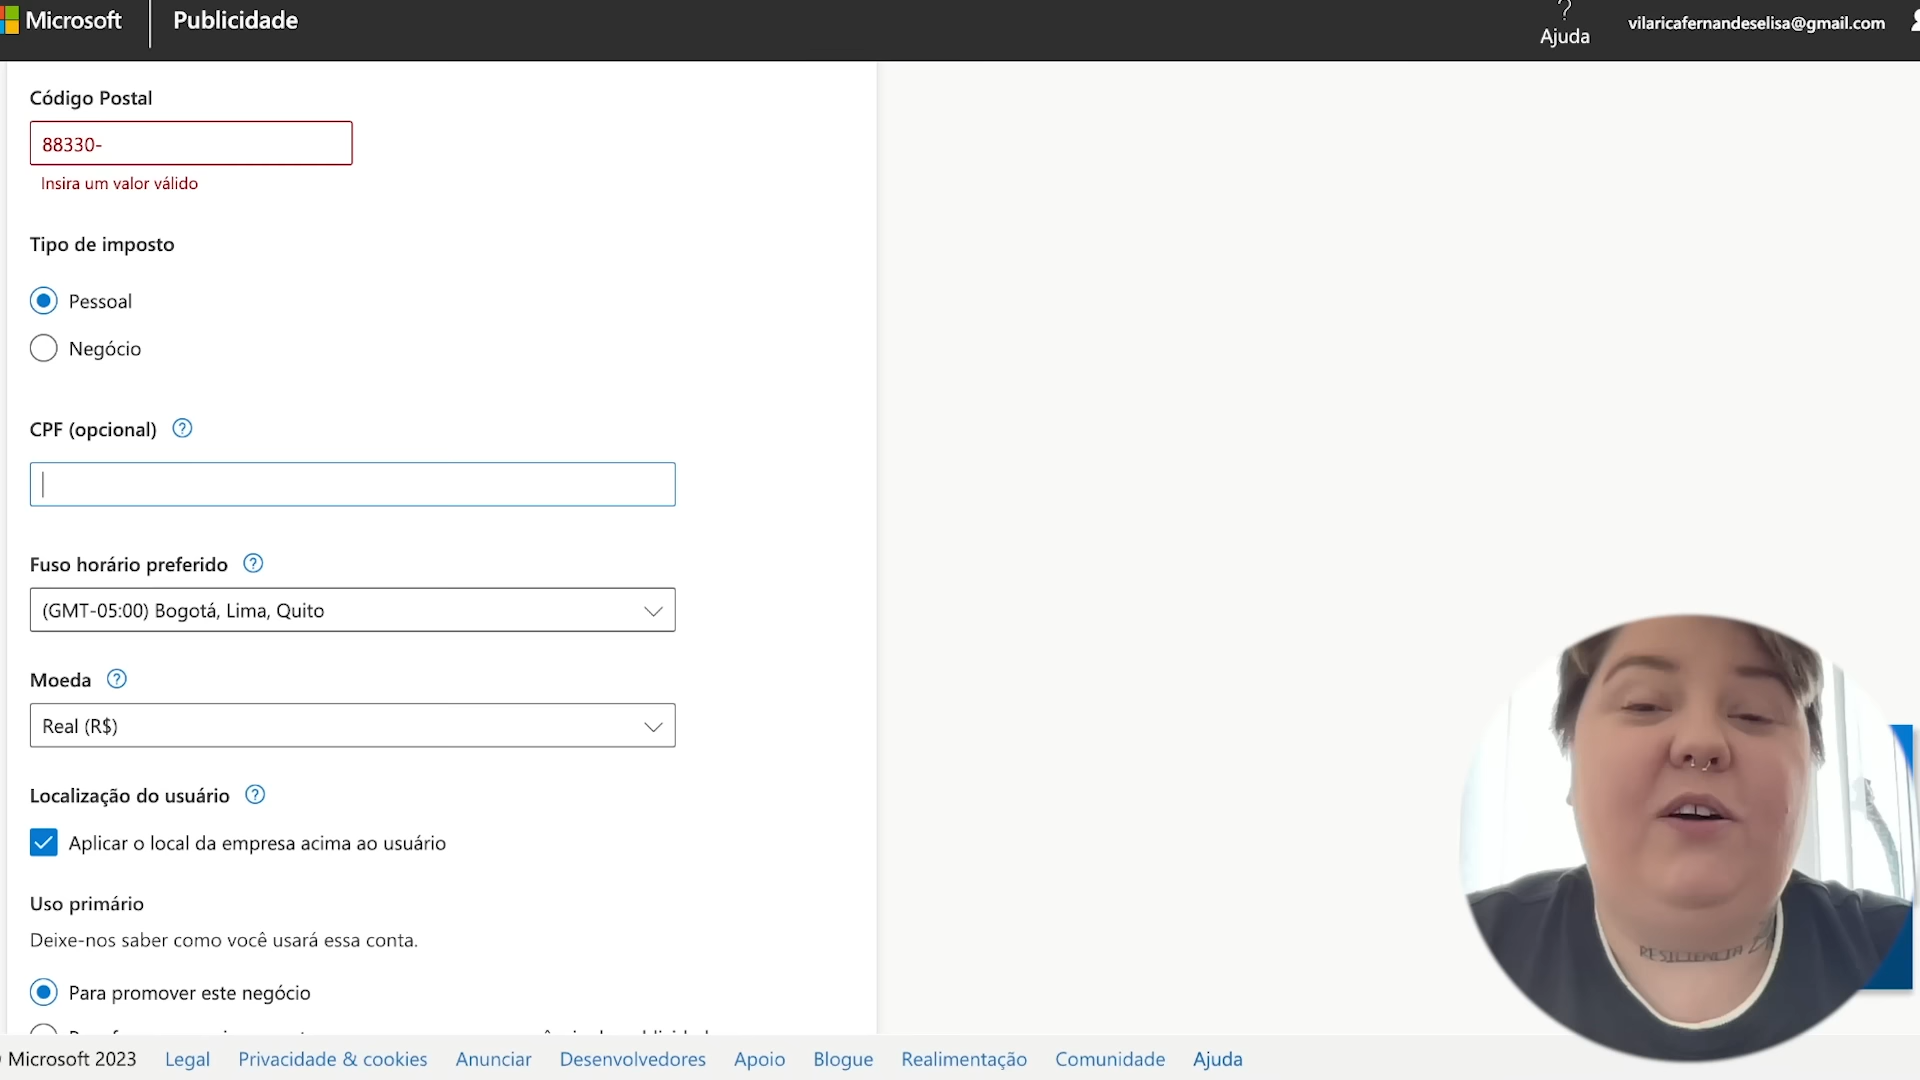 Microsoft
Publicidade
?
Ajuda
vilaricafernandeselisa@gmail.com
Código Postal
88330-
Insira um valor válido
Tipo de imposto
Pessoal
Negócio
CPF (opcional) ?
Fuso horário preferido ?
(GMT-05:00) Bogotá, Lima, Quito
Moeda ?
Real (R$)
Localização do usuário ?
Aplicar o local da empresa acima ao usuário
Uso primário
Deixe-nos saber como você usará essa conta.
Para promover este negócio
RESILIÊNCIA
Microsoft 2023 Legal Privacidade & cookies Anunciar Desenvolvedores Apoio Blogue Realimentação Comunidade Ajuda